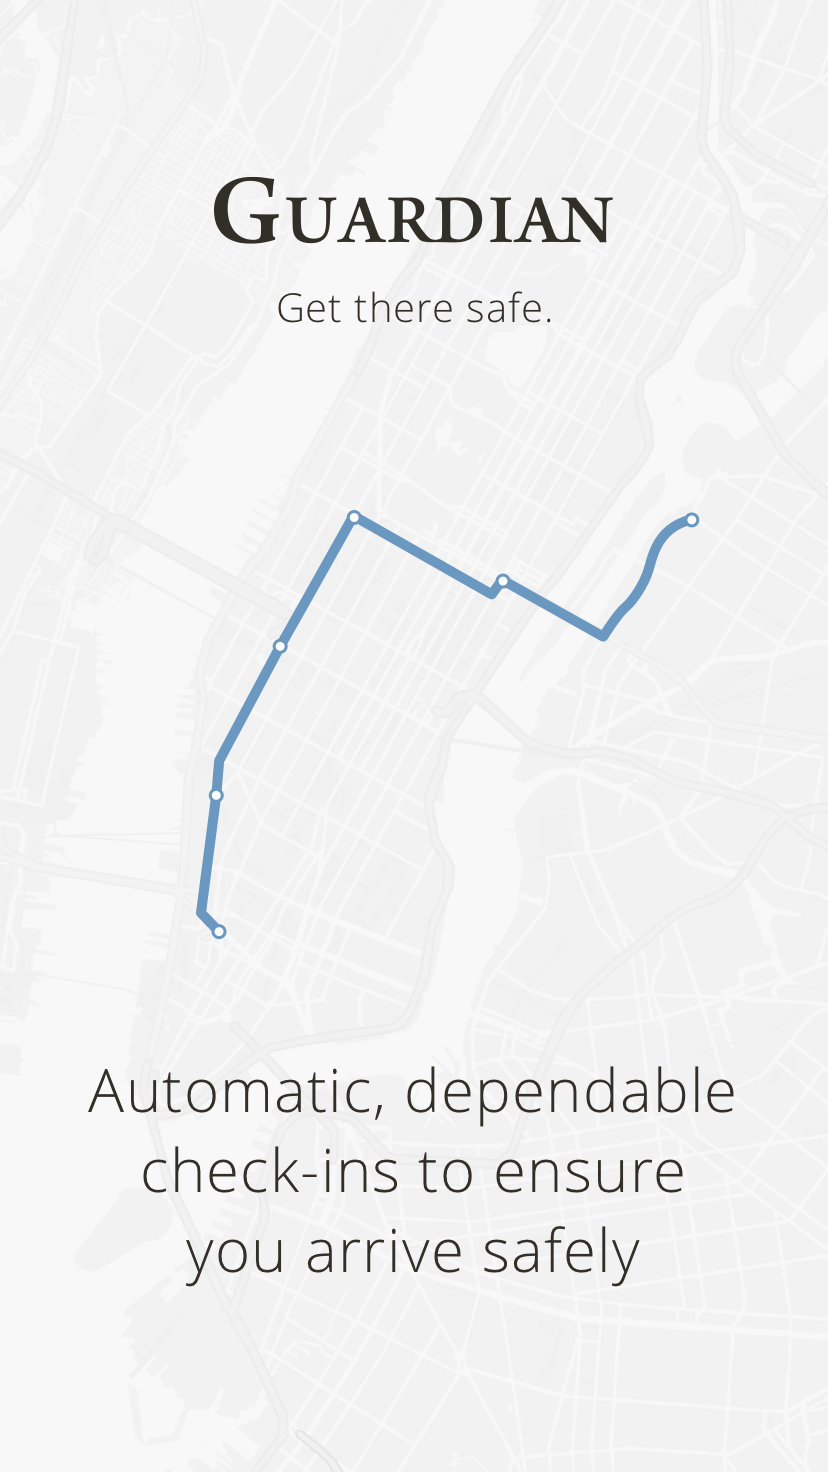 Guardian
Get there safe.
Automatic, dependable
check-ins to ensure
you arrive safely